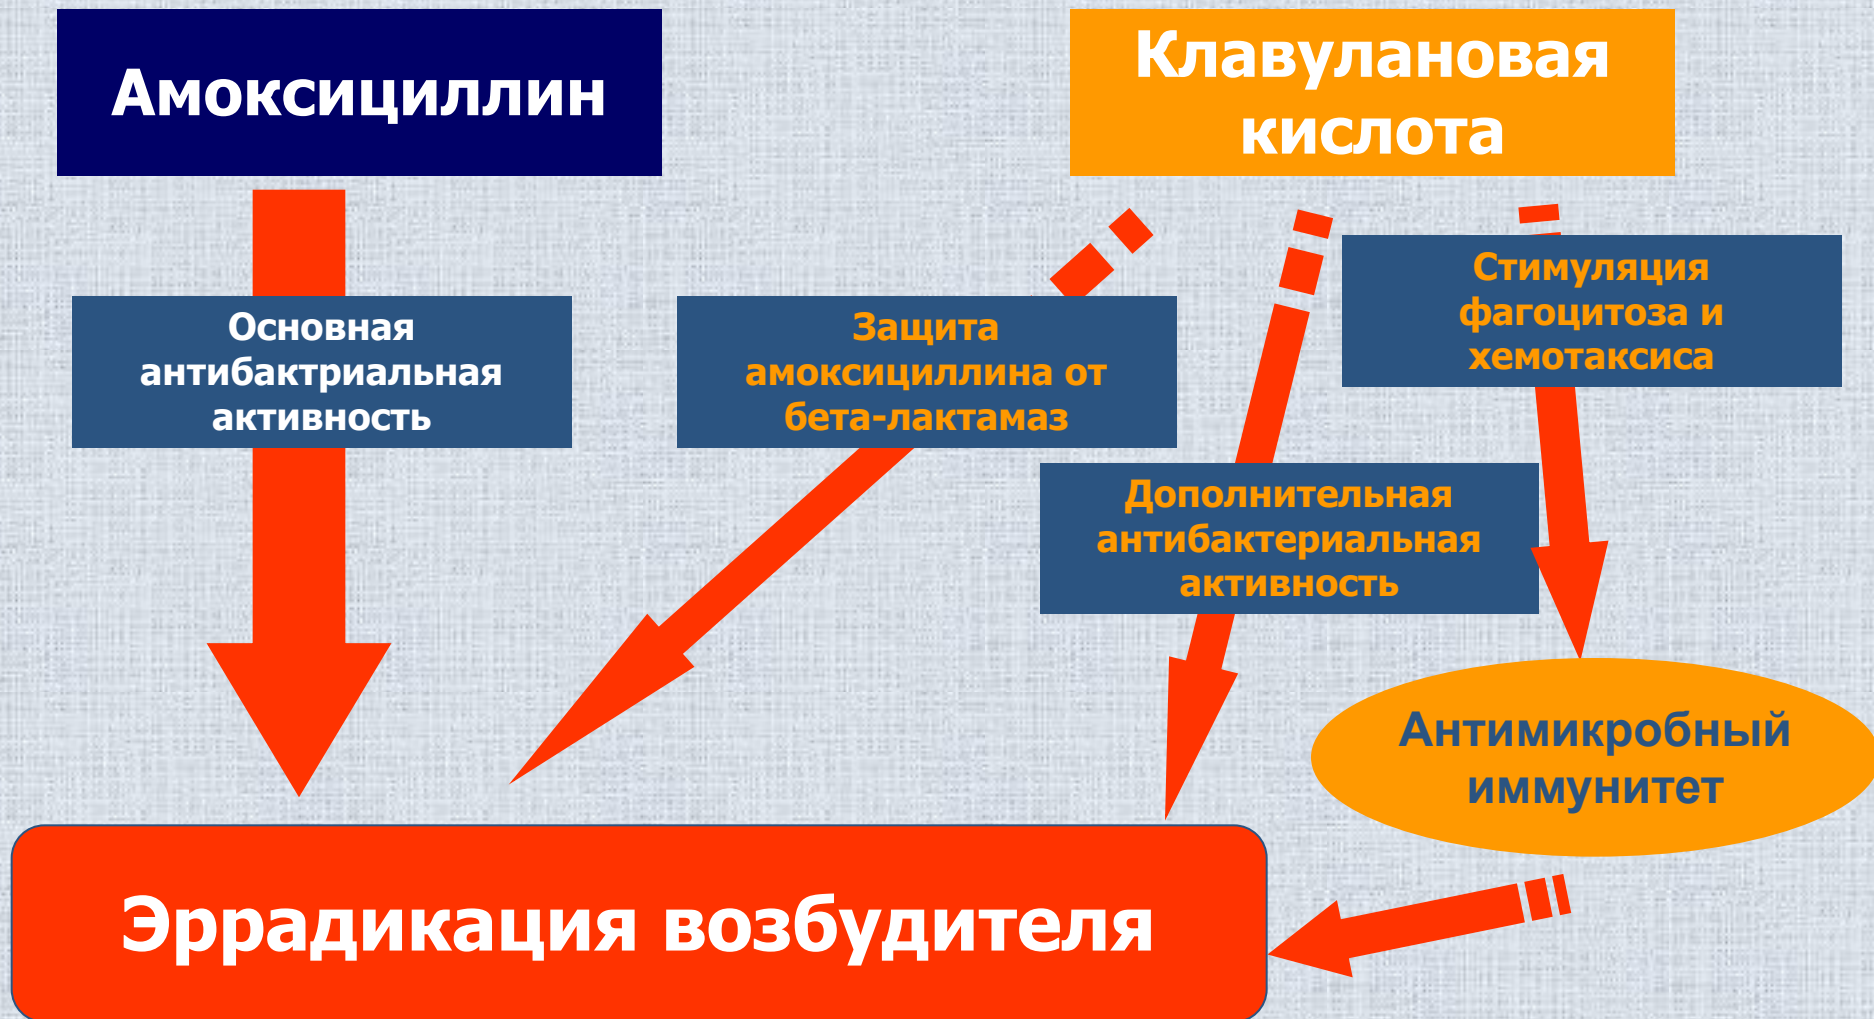 Амоксициллин
Клавулановая
кислота
Основная
антибактриальная
активность
Защита
амоксициллина от
бета-лактамаз
Стимуляция
фагоцитоза и
хемотаксиса
Дополнительная
антибактериальная
активность
Антимикробный
иммунитет
Эррадикация возбудителя